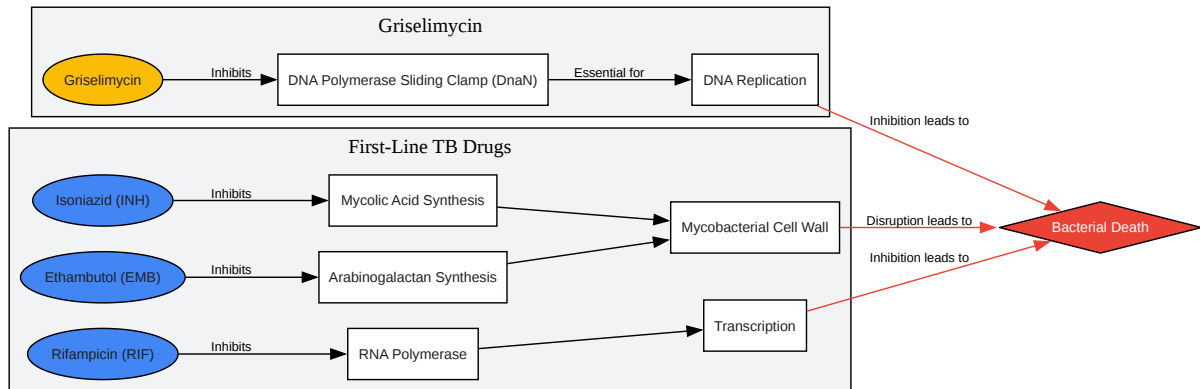 Griselimycin
Griselimycin
Inhibits
DNA Polymerase Sliding Clamp (DnaN)
Essential for
DNA Replication
Inhibition leads to
First-Line TB Drugs
Isoniazid (INH)
Inhibits
Mycolic Acid Synthesis
Mycobacterial Cell Wall
Disruption leads to
Bacterial Death
Ethambutol (EMB)
Inhibits
Arabinogalactan Synthesis
Inhibition leads to
Rifampicin (RIF)
Inhibits
RNA Polymerase
Transcription